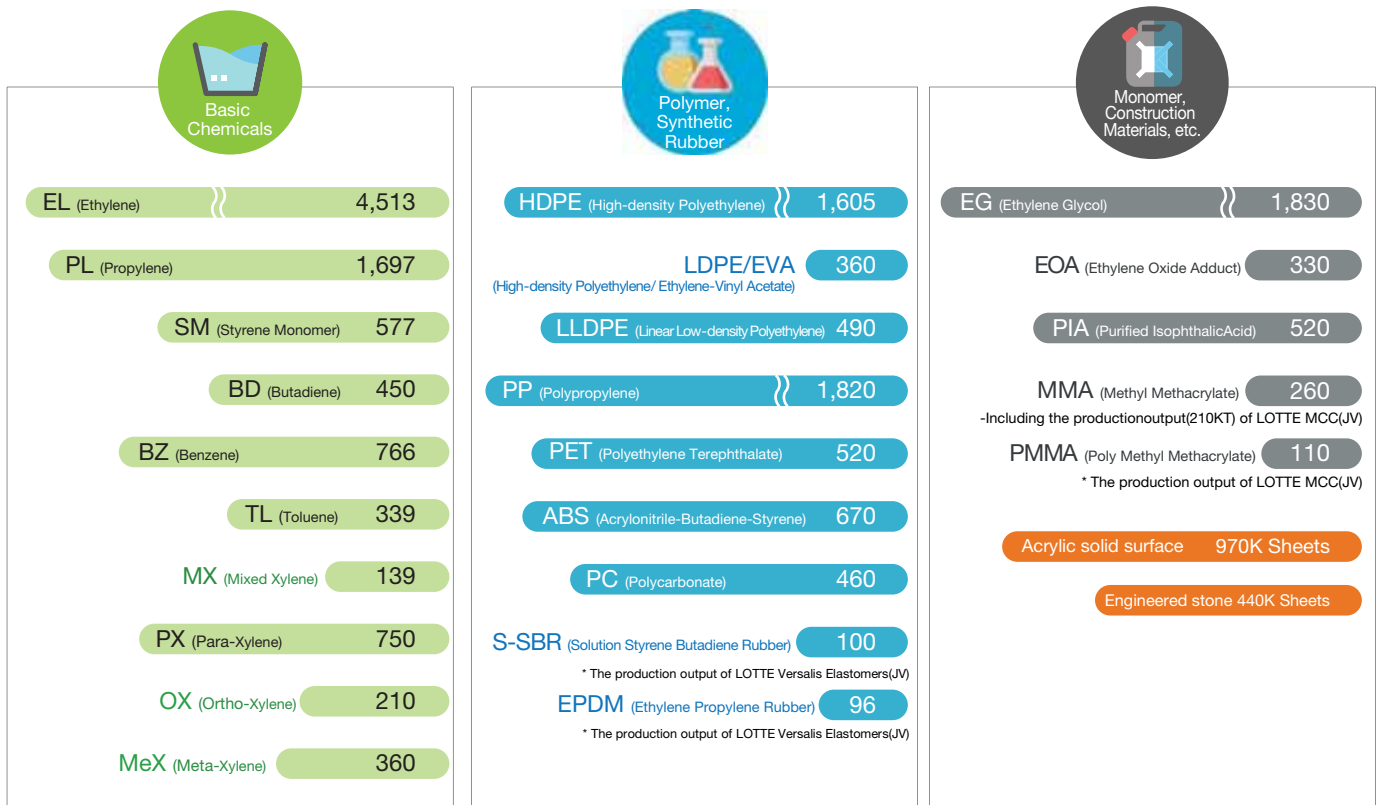 Basic
Chemicals
EL (Ethylene) 4,513
PL (Propylene) 1,697
SM (Styrene Monomer) 577
BD (Butadiene) 450
BZ (Benzene) 766
TL (Toluene) 339
MX (Mixed Xylene) 139
PX (Para-Xylene) 750
OX (Ortho-Xylene) 210
MeX (Meta-Xylene) 360
Polymer,
Synthetic
Rubber
HDPE (High-density Polyethylene) 1,605
LDPE/EVA 360
(High-density Polyethylene/ Ethylene-Vinyl Acetate)
LLDPE (Linear Low-density Polyethylene) 490
PP (Polypropylene) 1,820
PET (Polyethylene Terephthalate) 520
ABS (Acrylonitrile-Butadiene-Styrene) 670
PC (Polycarbonate) 460
S-SBR (Solution Styrene Butadiene Rubber) 100
* The production output of LOTTE Versalis Elastomers(JV)
EPDM (Ethylene Propylene Rubber) 96
* The production output of LOTTE Versalis Elastomers(JV)
Monomer,
Construction
Materials, etc.
EG (Ethylene Glycol) 1,830
EOA (Ethylene Oxide Adduct) 330
PIA (Purified IsophthalicAcid) 520
MMA (Methyl Methacrylate) 260
-Including the productionoutput(210KT) of LOTTE MCC(JV)
PMMA (Poly Methyl Methacrylate) 110
* The production output of LOTTE MCC(JV)
Acrylic solid surface 970K Sheets
Engineered stone 440K Sheets